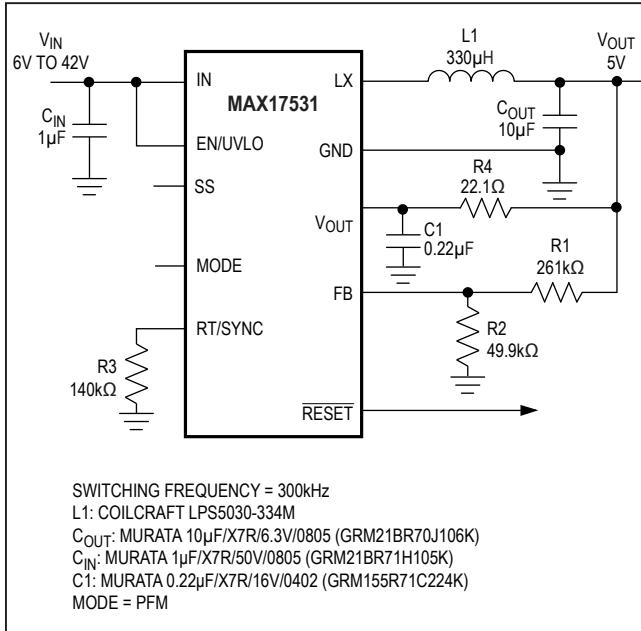 V_IN
6V TO 42V
C_IN
1µF
IN
EN/UVLO
SS
MODE
RT/SYNC
R3
140kΩ
MAX17531
LX
GND
V_OUT
FB
RESET
L1
330µH
V_OUT
5V
C_OUT
10µF
R4
22.1Ω
C1
0.22µF
R1
261kΩ
R2
49.9kΩ
SWITCHING FREQUENCY = 300kHz
L1: COILCRAFT LPS5030-334M
C_OUT: MURATA 10µF/X7R/6.3V/0805 (GRM21BR70J106K)
C_IN: MURATA 1µF/X7R/50V/0805 (GRM21BR71H105K)
C1: MURATA 0.22µF/X7R/16V/0402 (GRM155R71C224K)
MODE = PFM